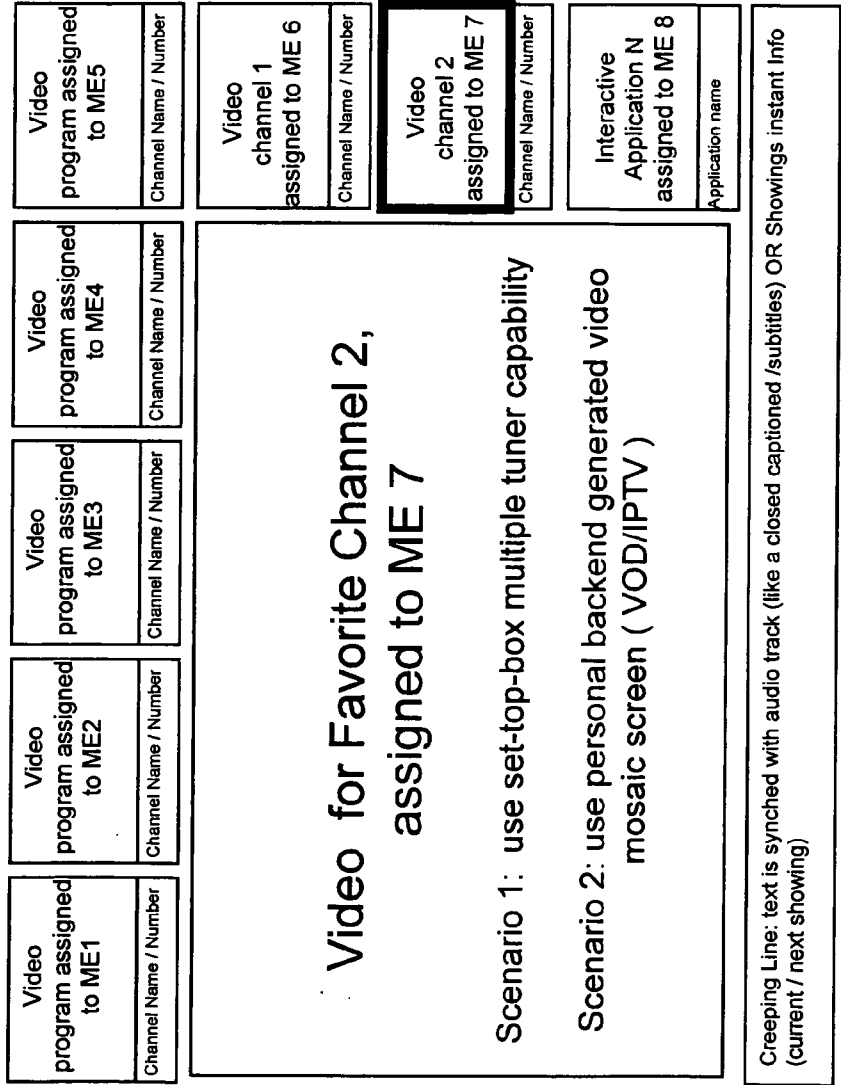 Video
program assigned
to ME1
Channel Name / Number
Video
program assigned
to ME2
Channel Name / Number
Video
program assigned
to ME3
Channel Name / Number
Video
program assigned
to ME4
Channel Name / Number
Video
program assigned
to ME5
Channel Name / Number
Video for Favorite Channel 2,
assigned to ME 7
Scenario 1: use set-top-box multiple tuner capability
Scenario 2: use personal backend generated video
mosaic screen ( VOD/IPTV )
Video
channel 1
assigned to ME 6
Channel Name / Number
Video
channel 2
assigned to ME 7
Channel Name / Number
Interactive
Application N
assigned to ME 8
Application name
Creeping Line: text is synched with audio track (like a closed captioned /subtitles) OR Showings instant Info
(current / next showing)